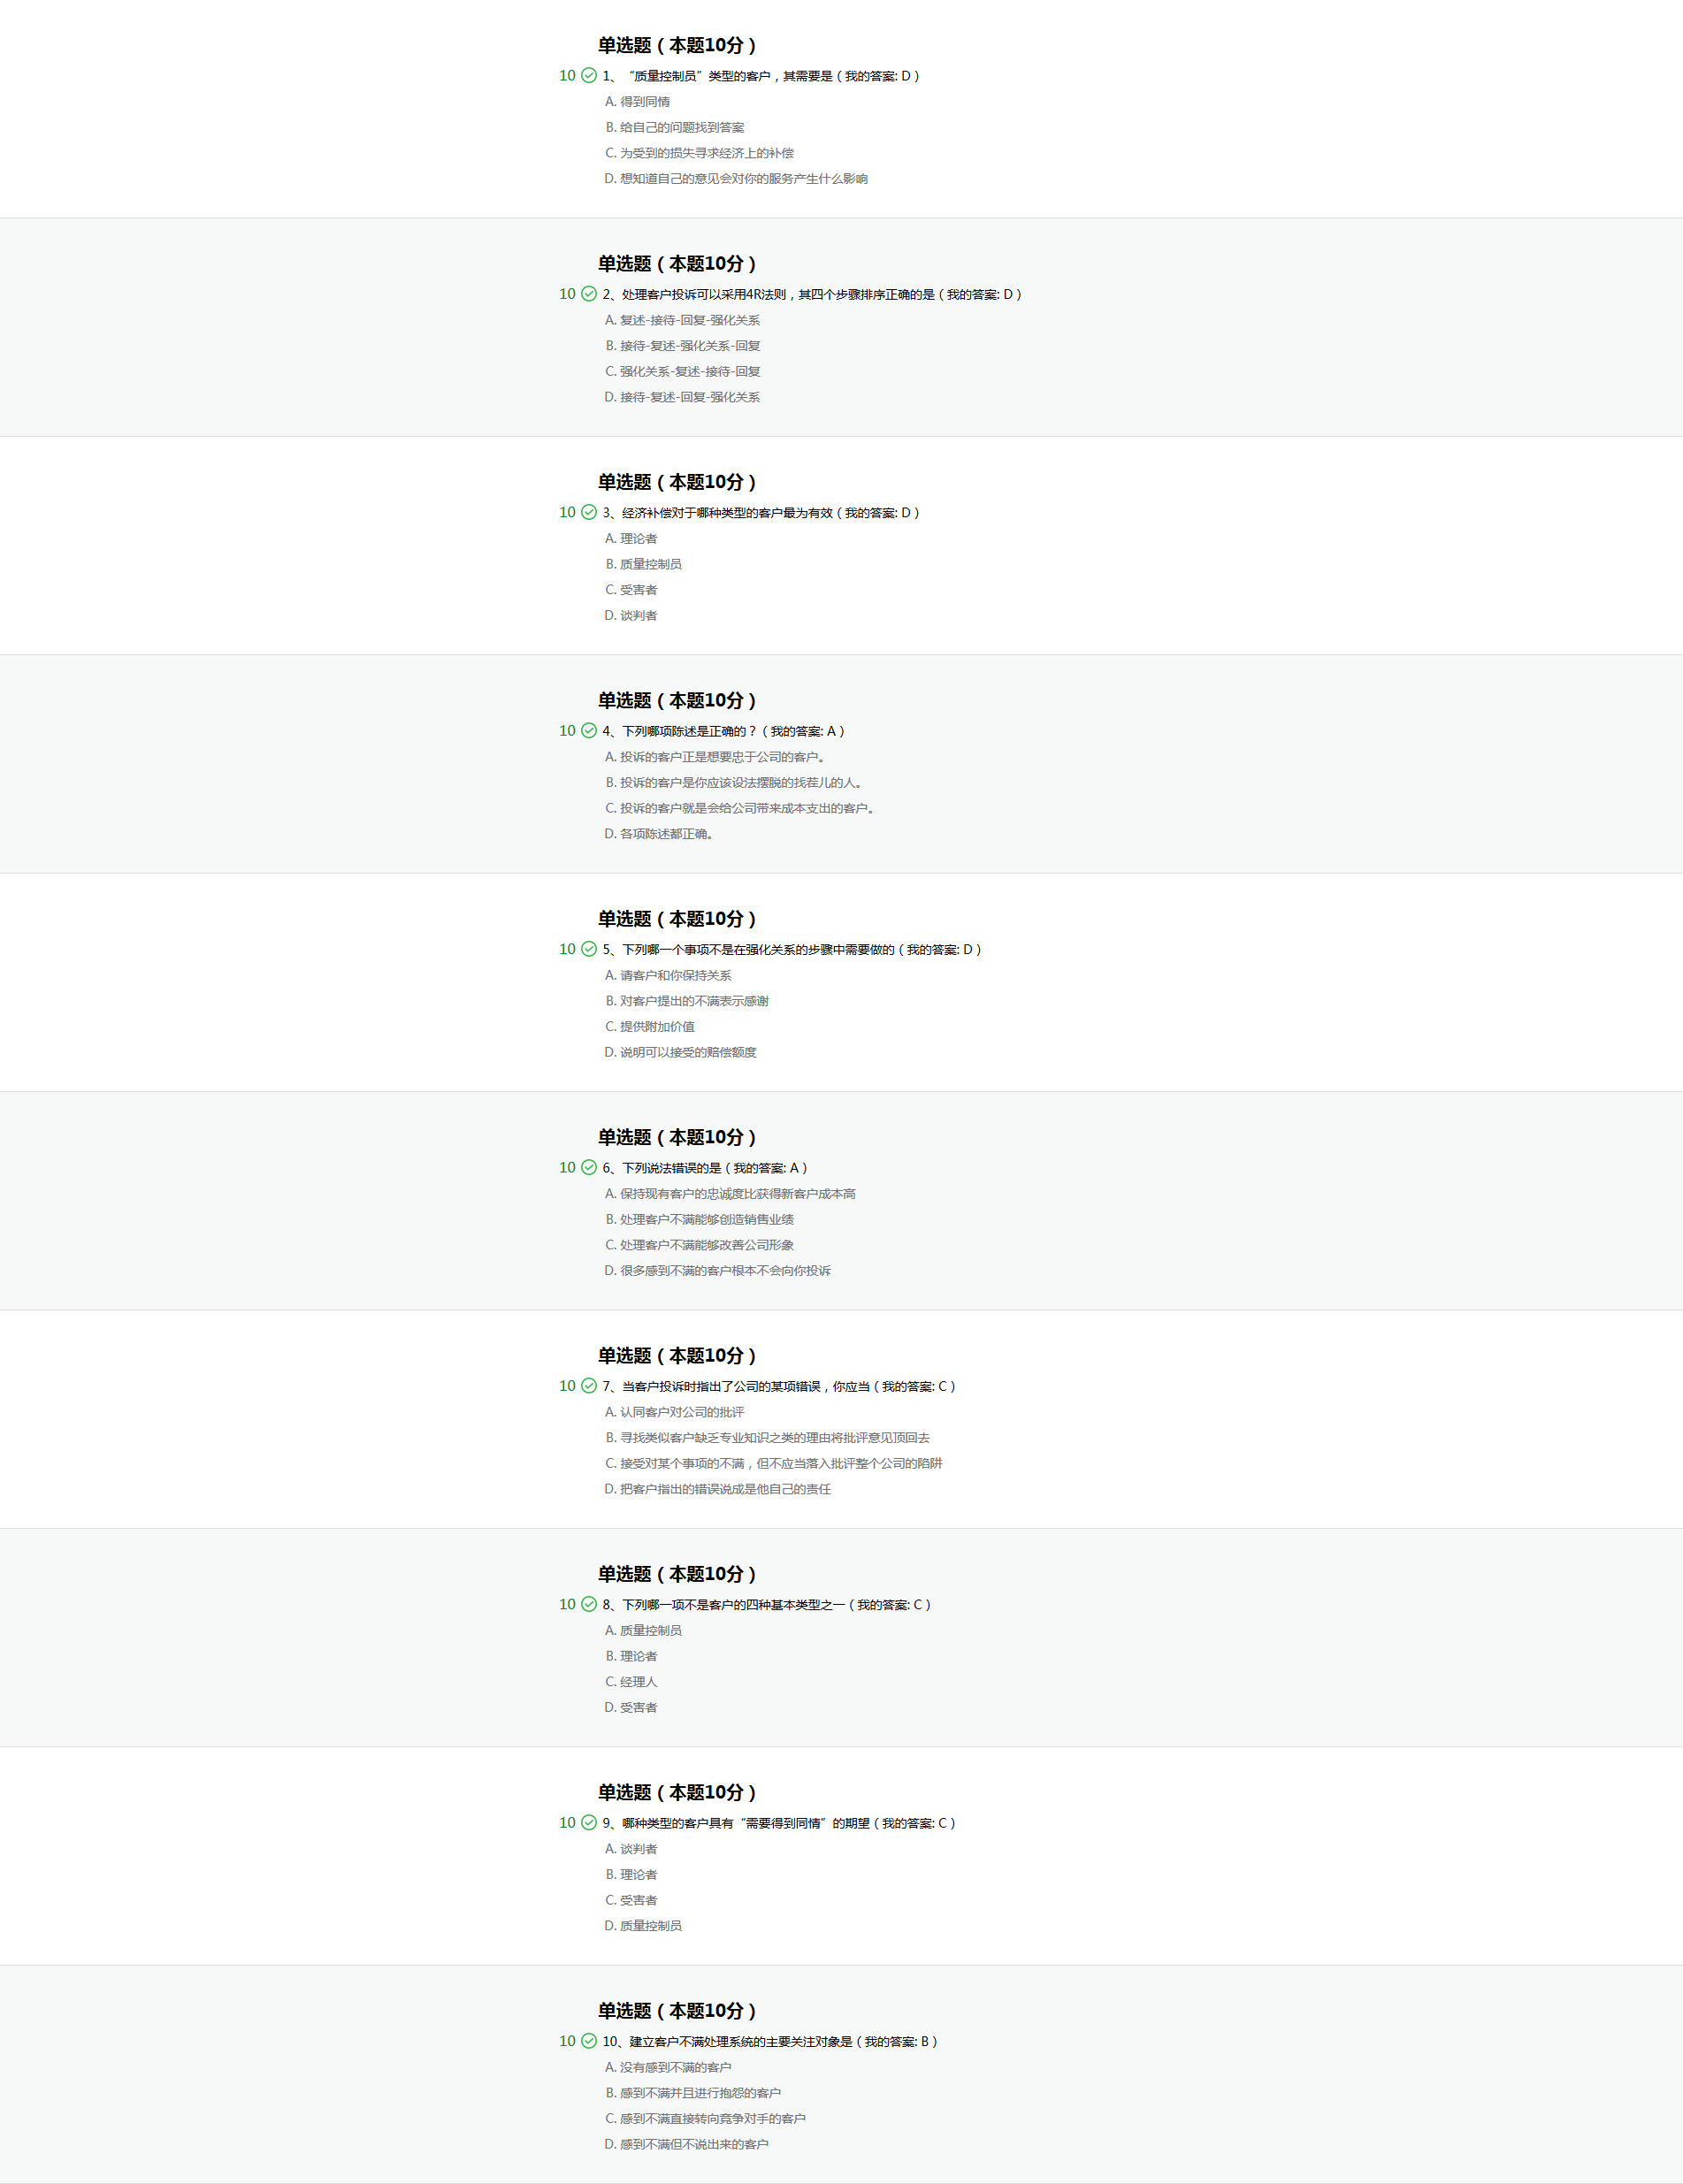 单选题（本题10分）
10 1、“质量控制员”类型的客户，其需要是（我的答案: D）
A. 得到同情
B. 给自己的问题找到答案
C. 为受到的损失寻求经济上的补偿
D. 想知道自己的意见会对你的服务产生什么影响
单选题（本题10分）
10 2、处理客户投诉可以采用4R法则，其四个步骤排序正确的是（我的答案: D）
A. 复述-接待-回复-强化关系
B. 接待-复述-强化关系-回复
C. 强化关系-复述-接待-回复
D. 接待-复述-回复-强化关系
单选题（本题10分）
10 3、经济补偿对于哪种类型的客户最为有效（我的答案: D）
A. 理论者
B. 质量控制员
C. 受害者
D. 谈判者
单选题（本题10分）
10 4、下列哪项陈述是正确的？（我的答案: A）
A. 投诉的客户正是想要忠于公司的客户。
B. 投诉的客户是你应该设法摆脱的找茬儿的人。
C. 投诉的客户就是会给公司带来成本支出的客户。
D. 各项陈述都正确。
单选题（本题10分）
10 5、下列哪一个事项不是在强化关系的步骤中需要做的（我的答案: D）
A. 请客户和你保持关系
B. 对客户提出的不满表示感谢
C. 提供附加价值
D. 说明可以接受的赔偿额度
单选题（本题10分）
10 6、下列说法错误的是（我的答案: A）
A. 保持现有客户的忠诚度比获得新客户成本高
B. 处理客户不满能够创造销售业绩
C. 处理客户不满能够改善公司形象
D. 很多感到不满的客户根本不会向你投诉
单选题（本题10分）
10 7、当客户投诉时指出了公司的某项错误，你应当（我的答案: C）
A. 认同客户对公司的批评
B. 寻找类似客户缺乏专业知识之类的理由将批评意见顶回去
C. 接受对某个事项的不满，但不应当落入批评整个公司的陷阱
D. 把客户指出的错误说成是他自己的责任
单选题（本题10分）
10 8、下列哪一项不是客户的四种基本类型之一（我的答案: C）
A. 质量控制员
B. 理论者
C. 经理人
D. 受害者
单选题（本题10分）
10 9、哪种类型的客户具有“需要得到同情”的期望（我的答案: C）
A. 谈判者
B. 理论者
C. 受害者
D. 质量控制员
单选题（本题10分）
10 10、建立客户不满处理系统的主要关注对象是（我的答案: B）
A. 没有感到不满的客户
B. 感到不满并且进行抱怨的客户
C. 感到不满直接转向竞争对手的客户
D. 感到不满但不说出来的客户